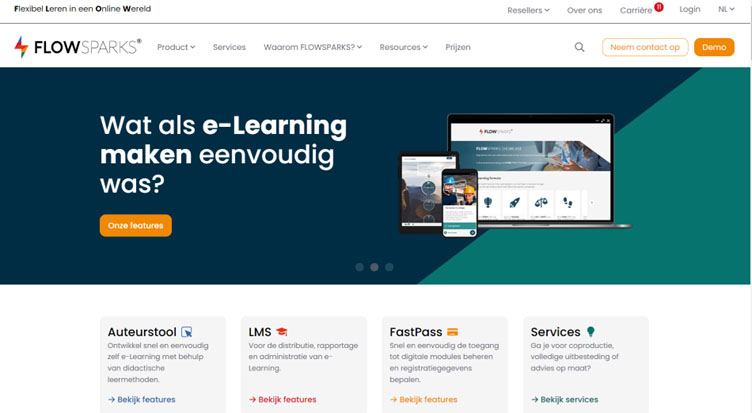 Flexibel Leren in een Online Wereld
Resellers Over ons Carrière 11 Login NL
FLOWSPARKS®
Product Services Waarom FLOWSPARKS? Resources Prijzen
Neem contact op Demo
Wat als e-Learning
maken eenvoudig
was?
Onze features
FLOWSPARKS
Auteurstool
Ontwikkel snel en eenvoudig
zelf e-Learning met behulp
van didactische
leermethoden.
→ Bekijk features
LMS
Voor de distributie, rapportage
en administratie van e-
Learning.
→ Bekijk features
FastPass
Snel en eenvoudig de toegang
tot digitale modules beheren
en registratiegegevens
bepalen.
→ Bekijk features
Services
Ga je voor coproductie,
volledige uitbesteding of
advies op maat?
→ Bekijk services